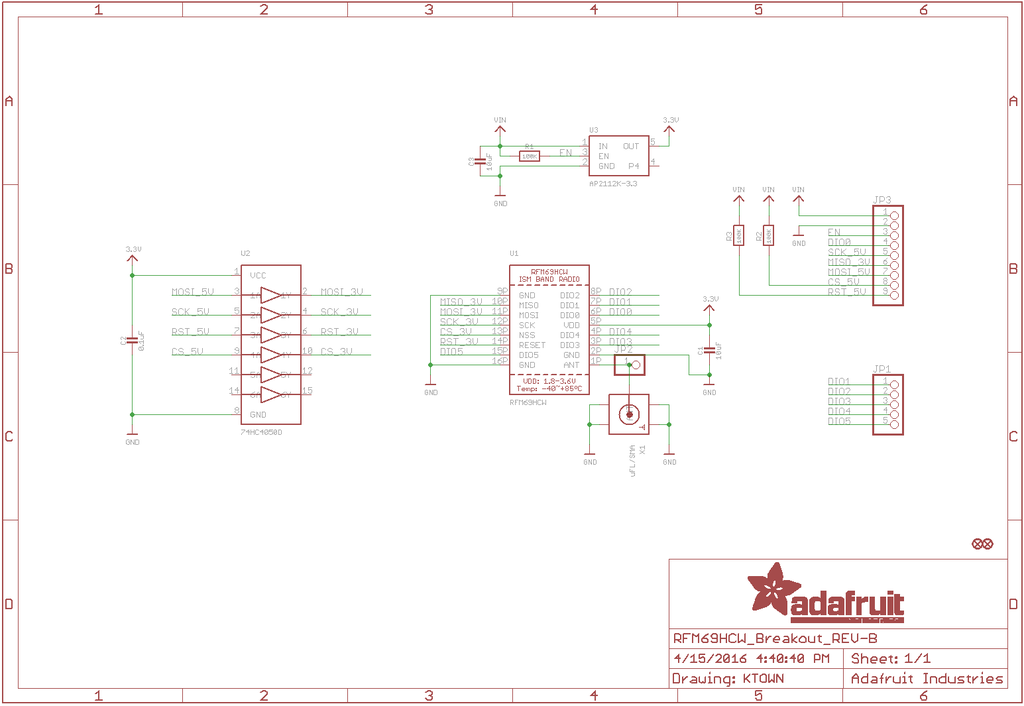 1 2 3 4 5 6
A A
VIN 3.3V
U3
R1
100K
C3
10uF
EN
1 IN OUT 5
3 EN
2 GND P4 4
AP2112K-3.3
GND
VIN VIN VIN
JP3
R3
100K
R2
100K
GND
1
2
EN 3
DIO0 4
SCK_5V 5
MISO_3V 6
MOSI_5V 7
CS_5V 8
RST_5V 9
B B
3.3V
U2
1 VCC
MOSI_5V 3 1A 1Y 2 MOSI_3V
SCK_5V 5 2A 2Y 4 SCK_3V
RST_5V 7 3A 3Y 6 RST_3V
CS_5V 9 4A 4Y 10 CS_3V
11 5A 5Y 12
14 6A 6Y 15
8 GND
74HC4050D
C2
0.1uF
GND
U1
RFM69HCW
ISM BAND RADIO
9P GND DIO2 8P DIO2
MISO_3V 10P MISO DIO1 7P DIO1
MOSI_3V 11P MOSI DIO0 6P DIO0
SCK_3V 12P SCK VDD 5P
CS_3V 13P NSS DIO4 4P DIO4
RST_3V 14P RESET DIO3 3P DIO3
DIO5 15P DIO5 GND 2P
16P GND ANT 1P
VDD: 1.8-3.6V
Temp: -40~+85ºC
RFM69HCW
GND
JP2
1
3.3V
C1
10uF
GND
X1
uFL/SMA
GND GND
JP1
DIO1 1
DIO2 2
DIO3 3
DIO4 4
DIO5 5
C C
D D
adafruit
RFM69HCW_Breakout_REV-B
4/15/2016 4:40:40 PM Sheet: 1/1
Drawing: KTOWN Adafruit Industries
1 2 3 4 5 6